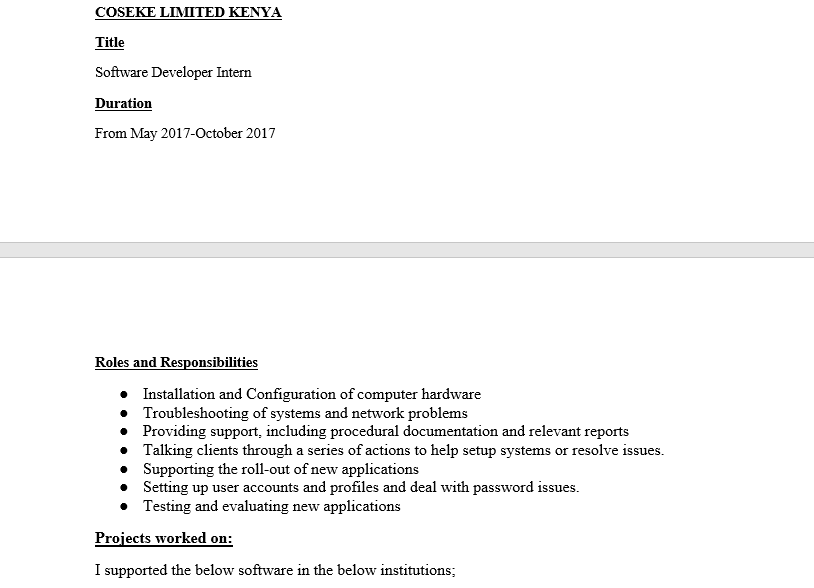 COSEKE LIMITED KENYA
Title
Software Developer Intern
Duration
From May 2017-October 2017
Roles and Responsibilities
● Installation and Configuration of computer hardware
● Troubleshooting of systems and network problems
● Providing support, including procedural documentation and relevant reports
● Talking clients through a series of actions to help setup systems or resolve issues.
● Supporting the roll-out of new applications
● Setting up user accounts and profiles and deal with password issues.
● Testing and evaluating new applications
Projects worked on:
I supported the below software in the below institutions;